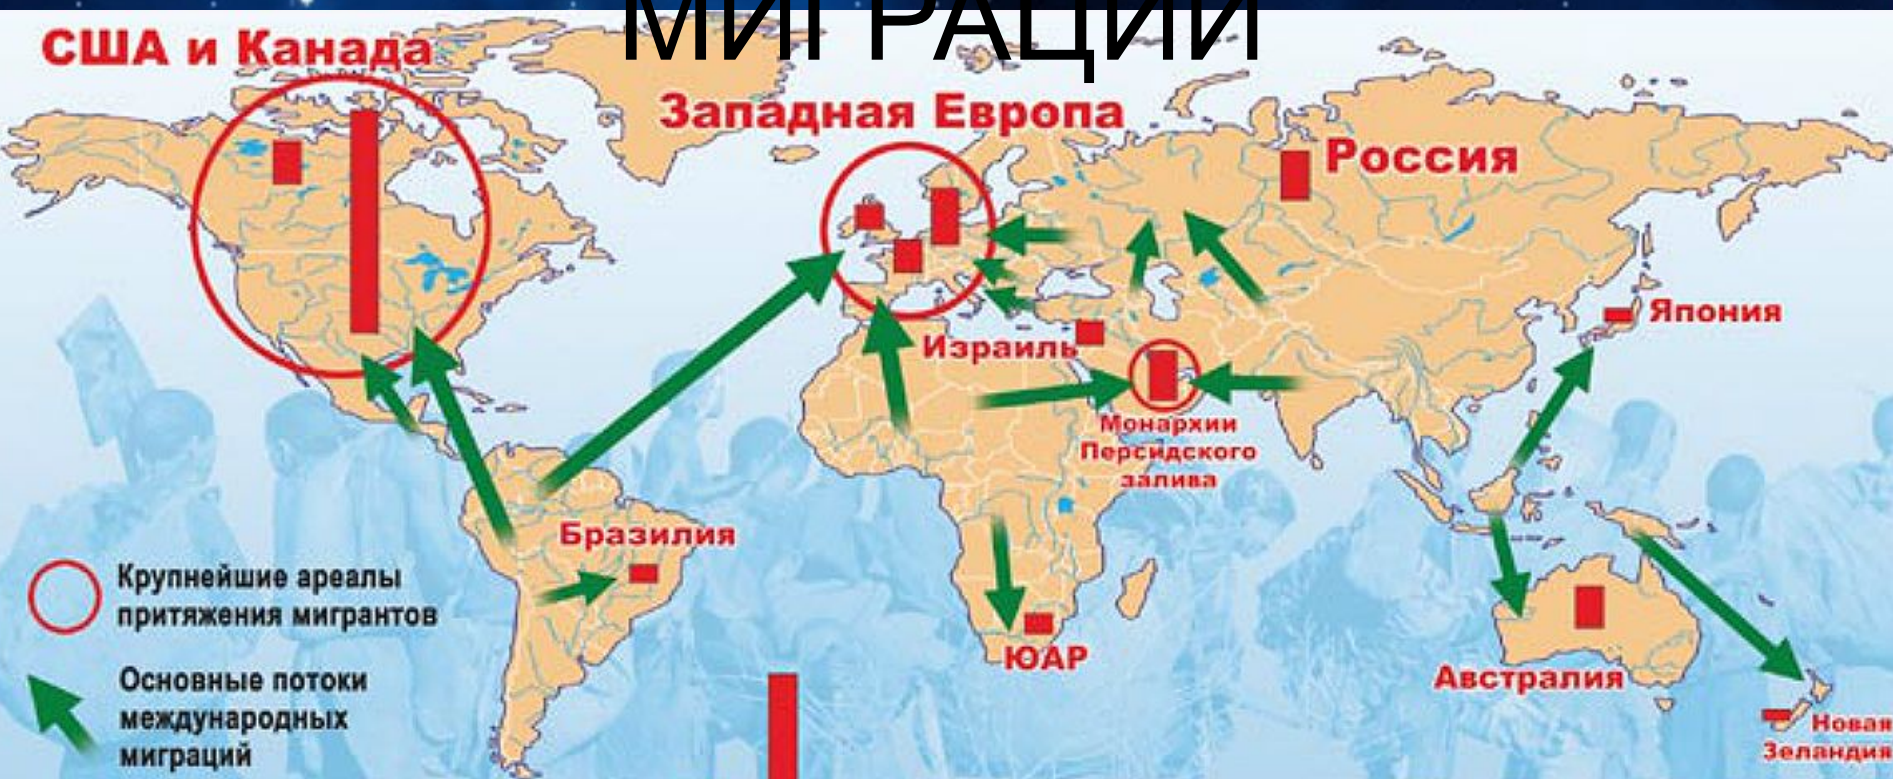 МИГРАЦИИ
США и Канада
Западная Европа
Россия
Япония
Израиль
Монархии
Персидского
залива
Бразилия
ЮАР
Австралия
Новая
Зеландия
Крупнейшие ареалы
притяжения мигрантов
Основные потоки
международных
миграций